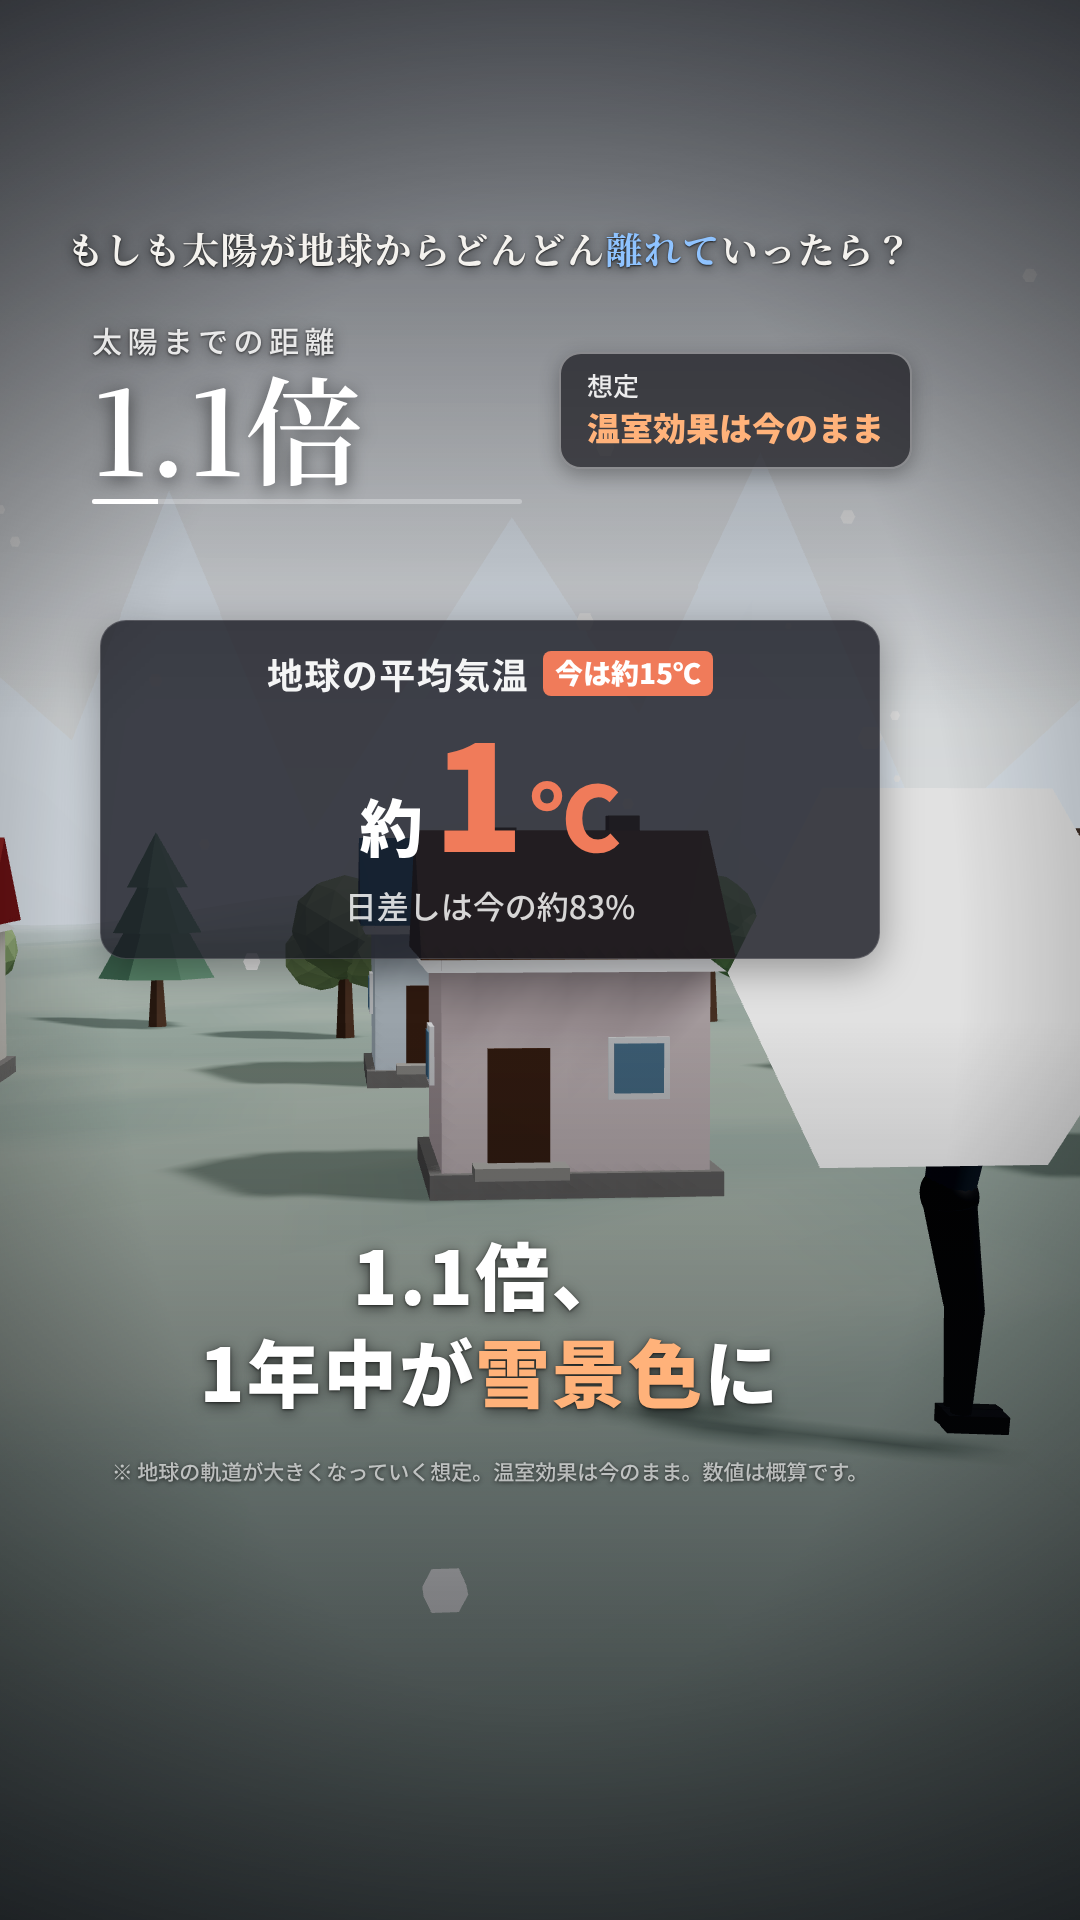 もしも太陽が地球からどんどん離れていったら？
太陽までの距離
1.1倍
想定
温室効果は今のまま
地球の平均気温 今は約15℃
約1℃
日差しは今の約83%
1.1倍、
1年中が雪景色に
※ 地球の軌道が大きくなっていく想定。温室効果は今のまま。数値は概算です。